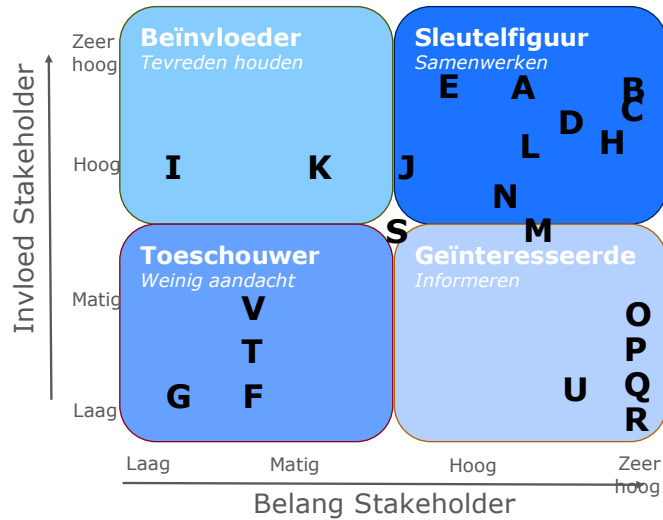 Zeer
hoog
Beïnvloeder
Tevreden houden
Sleutelfiguur
Samenwerken
E
A
B
C
D
L
H
Hoog
I
K
J
N
S
M
Invloed Stakeholder
Toeschouwer
Weinig aandacht
Geïnteresseerde
Informeren
Matig
V
O
T
P
G
F
U
Q
R
Laag
Laag
Matig
Hoog
Zeer
hoog
Belang Stakeholder